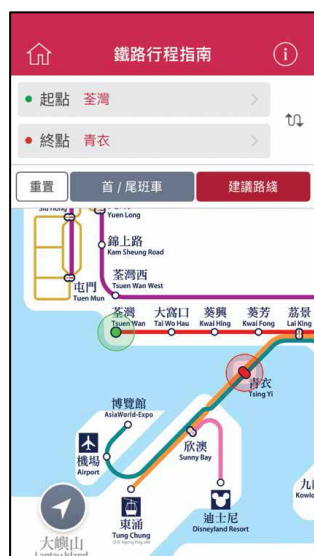 鐵路行程指南
i
起點 荃灣
終點 青衣
重置
首 / 尾班車
建議路綫
Yuen Long
錦上路
Kam Sheung Road
屯門
Tuen Mun
荃灣西
Tsuen Wan West
荃灣
Tsuen Wan
大窩口
Tai Wo Hau
葵興
Kwai Hing
葵芳
Kwai Fong
荔景
Lai King
青衣
Tsing Yi
博覽館
AsiaWorld-Expo
機場
Airport
欣澳
Sunny Bay
東涌
Tung Chung
迪士尼
Disneyland Resort
大嶼山
Lantau Island